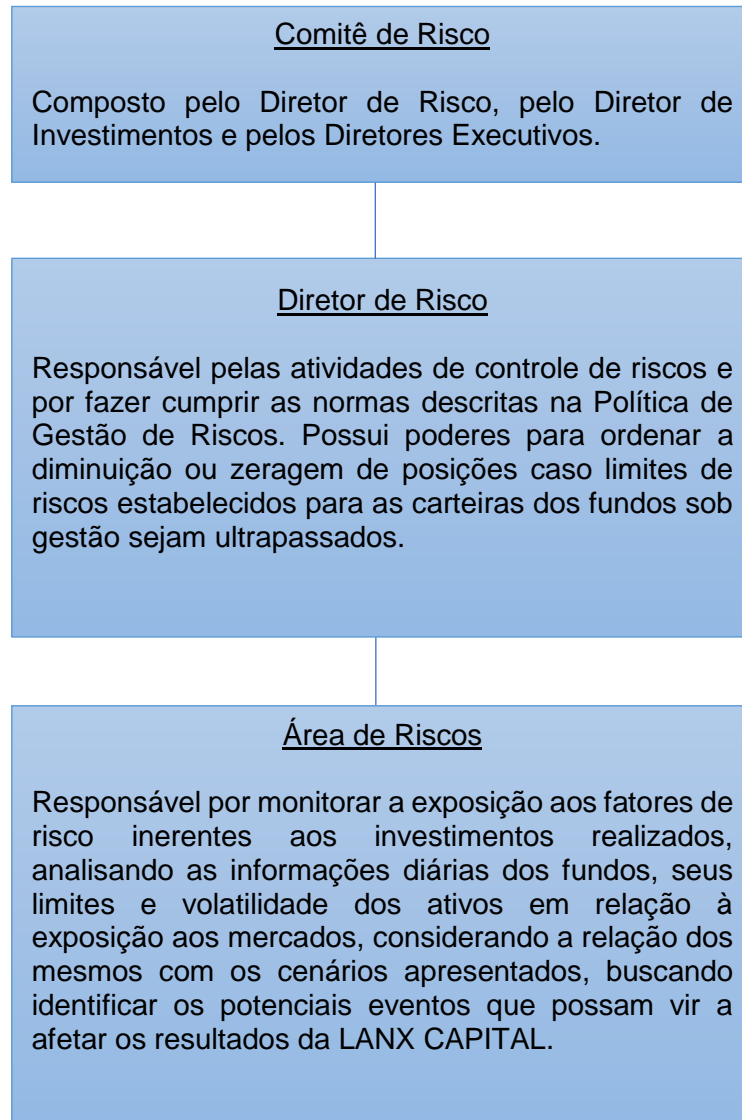 Comitê de Risco
Composto pelo Diretor de Risco, pelo Diretor de
Investimentos e pelos Diretores Executivos.
Diretor de Risco
Responsável pelas atividades de controle de riscos e
por fazer cumprir as normas descritas na Política de
Gestão de Riscos. Possui poderes para ordenar a
diminuição ou zeragem de posições caso limites de
riscos estabelecidos para as carteiras dos fundos sob
gestão sejam ultrapassados.
Área de Riscos
Responsável por monitorar a exposição aos fatores de
risco inerentes aos investimentos realizados,
analisando as informações diárias dos fundos, seus
limites e volatilidade dos ativos em relação à
exposição aos mercados, considerando a relação dos
mesmos com os cenários apresentados, buscando
identificar os potenciais eventos que possam vir a
afetar os resultados da LANX CAPITAL.